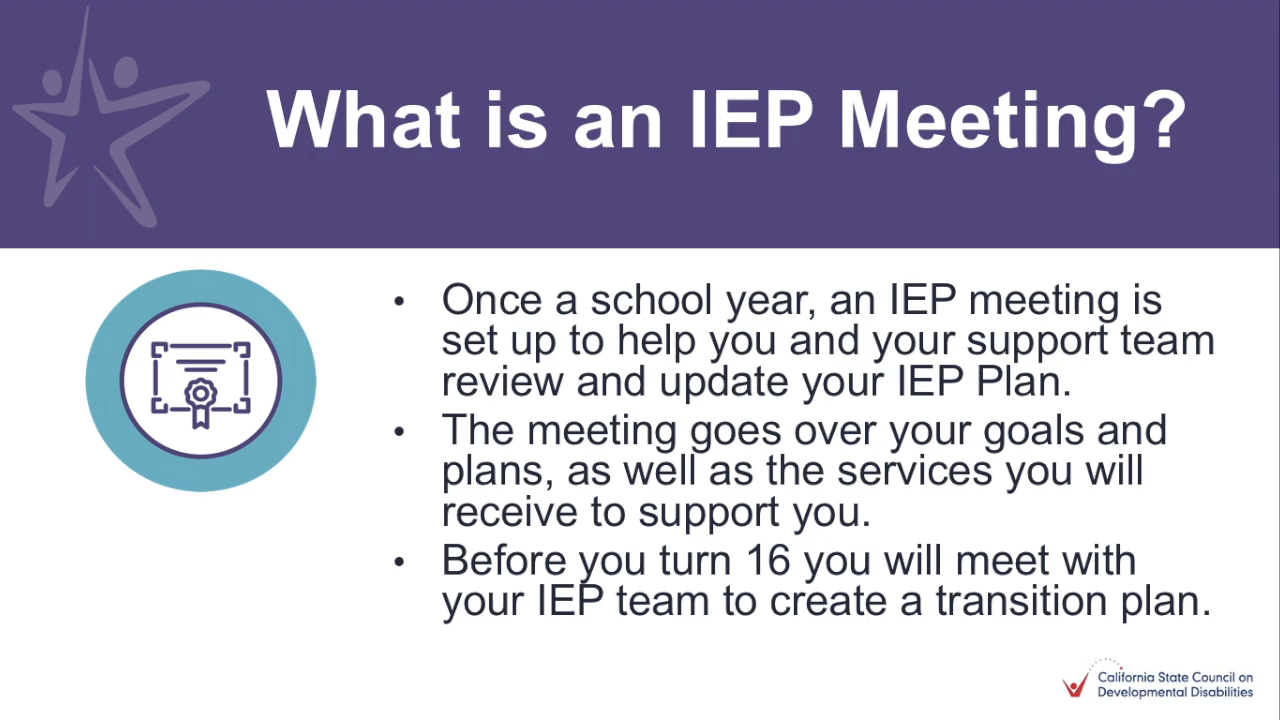 What is an IEP Meeting?
• Once a school year, an IEP meeting is
set up to help you and your support team
review and update your IEP Plan.
• The meeting goes over your goals and
plans, as well as the services you will
receive to support you.
• Before you turn 16 you will meet with
your IEP team to create a transition plan.
California State Council on
Developmental Disabilities